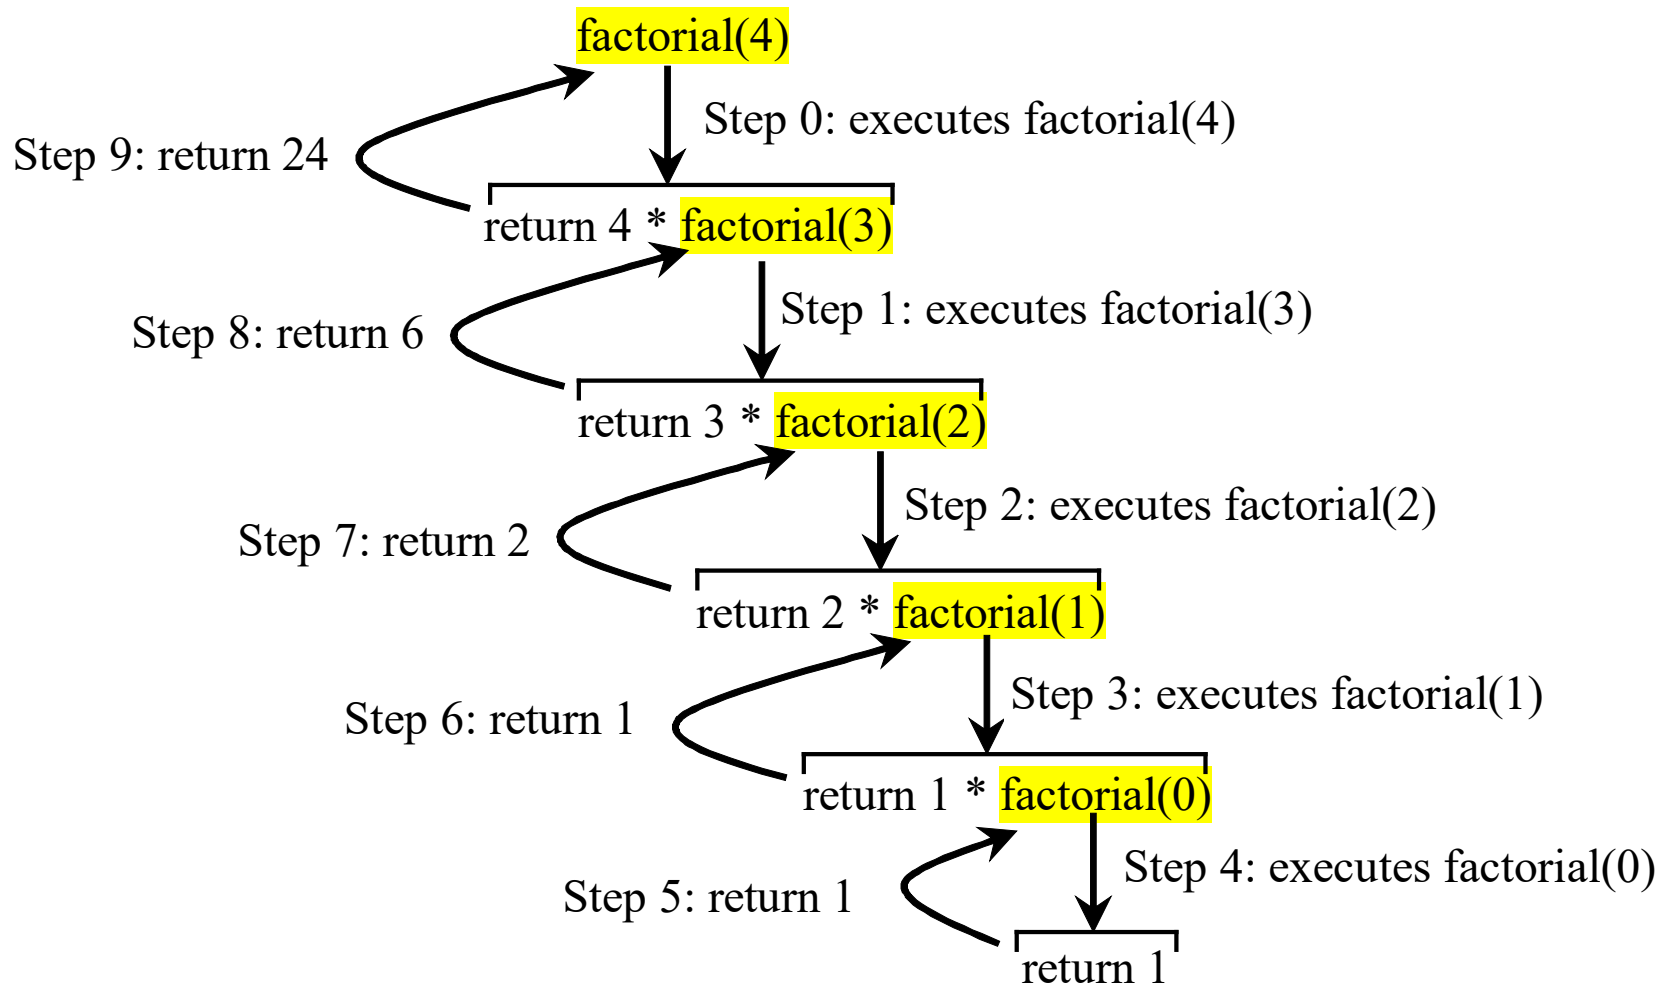 factorial(4)
Step 0: executes factorial(4)
Step 9: return 24
return 4 * factorial(3)
Step 1: executes factorial(3)
Step 8: return 6
return 3 * factorial(2)
Step 2: executes factorial(2)
Step 7: return 2
return 2 * factorial(1)
Step 3: executes factorial(1)
Step 6: return 1
return 1 * factorial(0)
Step 4: executes factorial(0)
Step 5: return 1
return 1